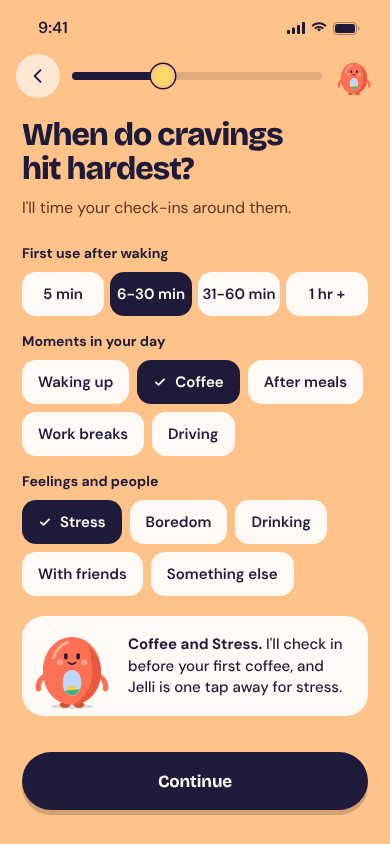 9:41
When do cravings
hit hardest?
I'll time your check-ins around them.
First use after waking
5 min
6-30 min
31-60 min
1 hr +
Moments in your day
Waking up
Coffee
After meals
Work breaks
Driving
Feelings and people
Stress
Boredom
Drinking
With friends
Something else
Coffee and Stress. I'll check in
before your first coffee, and
Jelli is one tap away for stress.
Continue